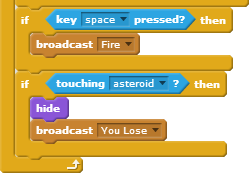 if key space pressed? then
broadcast Fire
if touching asteroid ? then
hide
broadcast You Lose